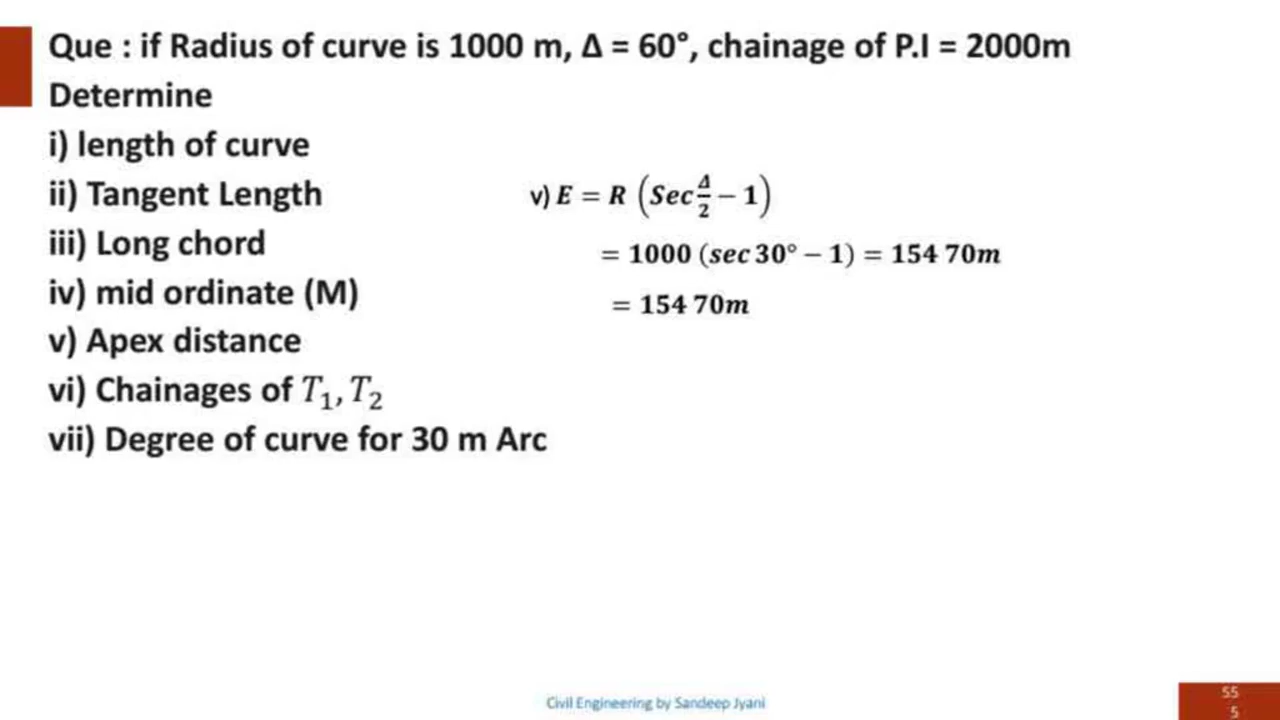 Que : if Radius of curve is 1000 m, Δ = 60°, chainage of P.I = 2000m
Determine
i) length of curve
ii) Tangent Length
iii) Long chord
iv) mid ordinate (M)
v) Apex distance
vi) Chainages of T₁, T₂
vii) Degree of curve for 30 m Arc
v) E = R (Sec Δ/2 − 1)
= 1000 (sec 30° − 1) = 154 70m
= 154 70m
Civil Engineering by Sandeep Jyani
55
5